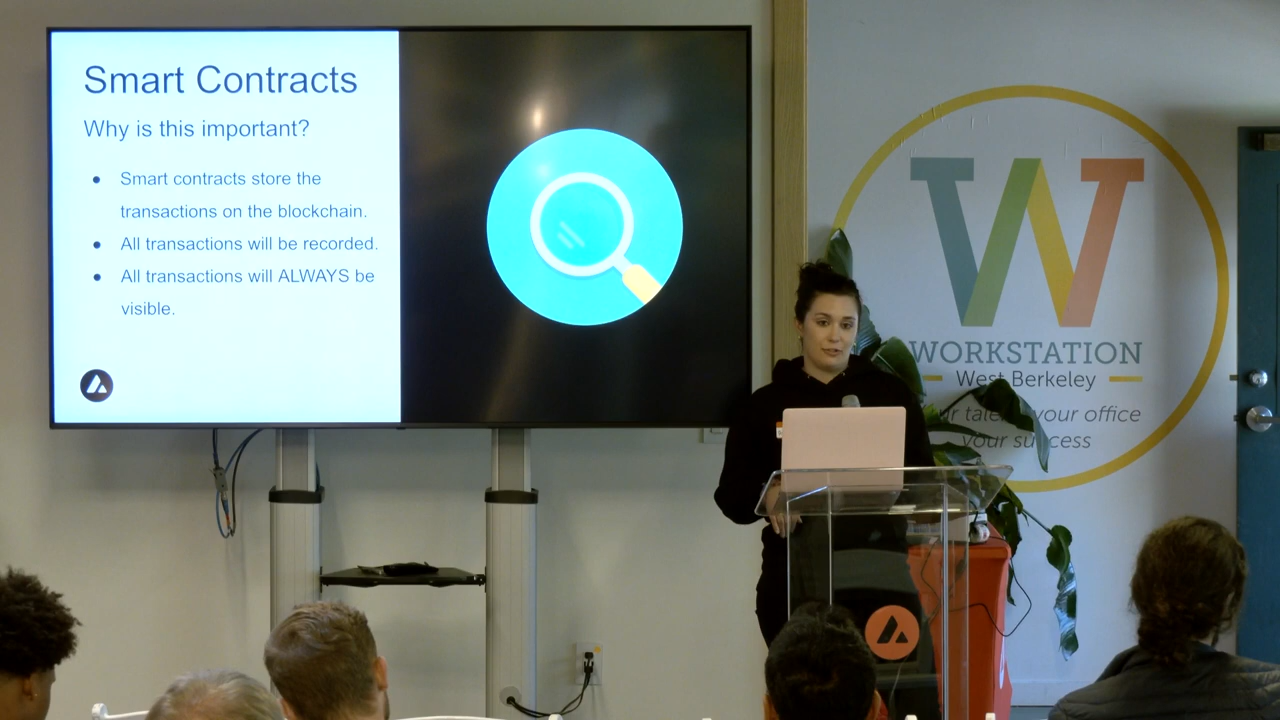 Smart Contracts
Why is this important?
● Smart contracts store the
transactions on the blockchain.
● All transactions will be recorded.
● All transactions will ALWAYS be
visible.
W
WORKSTATION
West Berkeley
your office
your success